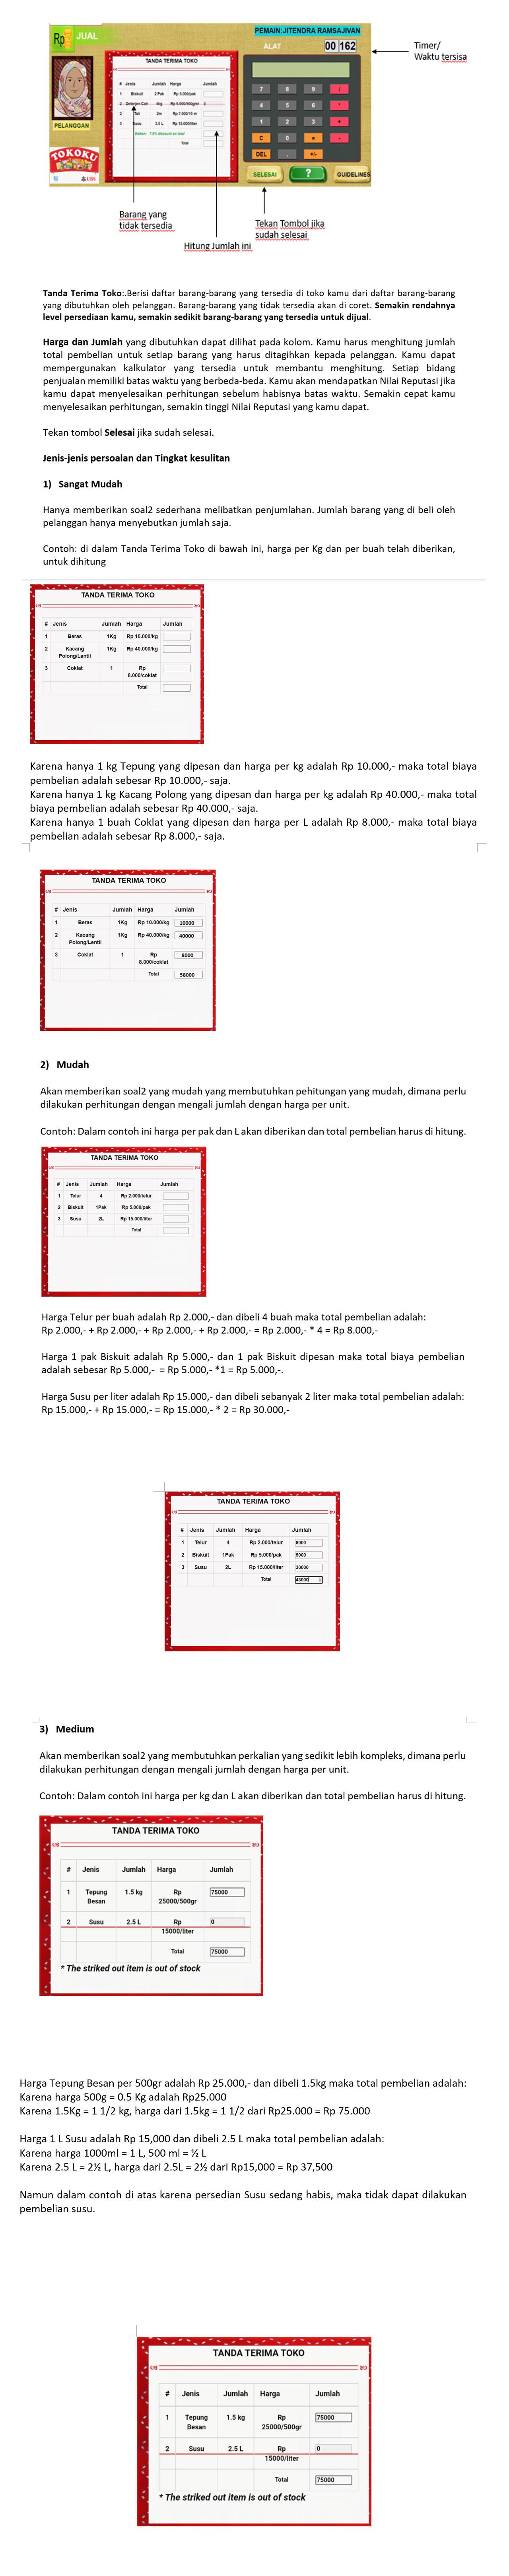 Rp JUAL
PEMAIN:JITENDRA RAMSAJIVAN
ALAT
00 162
Timer/
Waktu tersisa
PELANGGAN
TOKOKU
TANDA TERIMA TOKO
# Jenis Jumlah Harga Jumlah
1 Biskuit 2 Pak Rp 5.000/pak
2 Deterjen Cair 4kg Rp 5.000/500gr 0
3 Tali 2m Rp 7.000/10 m
3 Susu 3.5 L Rp 15.000/liter
Total
7 8 9 /
4 5 6 *
1 2 3 +
C 0 = -
DEL . +/-
SELESAI ? GUIDELINES
Barang yang
tidak tersedia
Hitung Jumlah ini
Tekan Tombol jika
sudah selesai
Tanda Terima Toko:.Berisi daftar barang-barang yang tersedia di toko kamu dari daftar barang-barang
yang dibutuhkan oleh pelanggan. Barang-barang yang tidak tersedia akan di coret. Semakin rendahnya
level persediaan kamu, semakin sedikit barang-barang yang tersedia untuk dijual.
Harga dan Jumlah yang dibutuhkan dapat dilihat pada kolom. Kamu harus menghitung jumlah
total pembelian untuk setiap barang yang harus ditagihkan kepada pelanggan. Kamu dapat
mempergunakan kalkulator yang tersedia untuk membantu menghitung. Setiap bidang
penjualan memiliki batas waktu yang berbeda-beda. Kamu akan mendapatkan Nilai Reputasi jika
kamu dapat menyelesaikan perhitungan sebelum habisnya batas waktu. Semakin cepat kamu
menyelesaikan perhitungan, semakin tinggi Nilai Reputasi yang kamu dapat.
Tekan tombol Selesai jika sudah selesai.
Jenis-jenis persoalan dan Tingkat kesulitan
1) Sangat Mudah
Hanya memberikan soal2 sederhana melibatkan penjumlahan. Jumlah barang yang di beli oleh
pelanggan hanya menyebutkan jumlah saja.
Contoh: di dalam Tanda Terima Toko di bawah ini, harga per Kg dan per buah telah diberikan,
untuk dihitung
TANDA TERIMA TOKO
# Jenis Jumlah Harga Jumlah
1 Beras 1Kg Rp 10.000/kg
2 Kacang 1Kg Rp 40.000/kg
Polong/Lentil
3 Coklat 1 Rp
8.000/coklat
Total
Karena hanya 1 kg Tepung yang dipesan dan harga per kg adalah Rp 10.000,- maka total biaya
pembelian adalah sebesar Rp 10.000,- saja.
Karena hanya 1 kg Kacang Polong yang dipesan dan harga per kg adalah Rp 40.000,- maka total
biaya pembelian adalah sebesar Rp 40.000,- saja.
Karena hanya 1 buah Coklat yang dipesan dan harga per L adalah Rp 8.000,- maka total biaya
pembelian adalah sebesar Rp 8.000,- saja.
TANDA TERIMA TOKO
# Jenis Jumlah Harga Jumlah
1 Beras 1Kg Rp 10.000/kg 10000
2 Kacang 1Kg Rp 40.000/kg 40000
Polong/Lentil
3 Coklat 1 Rp 8000
8.000/coklat
Total 58000
2) Mudah
Akan memberikan soal2 yang mudah yang membutuhkan pehitungan yang mudah, dimana perlu
dilakukan perhitungan dengan mengali jumlah dengan harga per unit.
Contoh: Dalam contoh ini harga per pak dan L akan diberikan dan total pembelian harus di hitung.
TANDA TERIMA TOKO
# Jenis Jumlah Harga Jumlah
1 Telur 4 Rp 2.000/telur
2 Biskuit 1Pak Rp 5.000/pak
3 Susu 2L Rp 15.000/liter
Total
Harga Telur per buah adalah Rp 2.000,- dan dibeli 4 buah maka total pembelian adalah:
Rp 2.000,- + Rp 2.000,- + Rp 2.000,- + Rp 2.000,- = Rp 2.000,- * 4 = Rp 8.000,-
Harga 1 pak Biskuit adalah Rp 5.000,- dan 1 pak Biskuit dipesan maka total biaya pembelian
adalah sebesar Rp 5.000,- = Rp 5.000,- *1 = Rp 5.000,-.
Harga Susu per liter adalah Rp 15.000,- dan dibeli sebanyak 2 liter maka total pembelian adalah:
Rp 15.000,- + Rp 15.000,- = Rp 15.000,- * 2 = Rp 30.000,-
TANDA TERIMA TOKO
# Jenis Jumlah Harga Jumlah
1 Telur 4 Rp 2.000/telur 8000
2 Biskuit 1Pak Rp 5.000/pak 5000
3 Susu 2L Rp 15.000/liter 30000
Total 43000
3) Medium
Akan memberikan soal2 yang membutuhkan perkalian yang sedikit lebih kompleks, dimana perlu
dilakukan perhitungan dengan mengali jumlah dengan harga per unit.
Contoh: Dalam contoh ini harga per kg dan L akan diberikan dan total pembelian harus di hitung.
TANDA TERIMA TOKO
# Jenis Jumlah Harga Jumlah
1 Tepung 1.5 kg Rp 75000
Besan 25000/500gr
2 Susu 2.5 L Rp 0
15000/liter
Total 75000
* The striked out item is out of stock
Harga Tepung Besan per 500gr adalah Rp 25.000,- dan dibeli 1.5kg maka total pembelian adalah:
Karena harga 500g = 0.5 Kg adalah Rp25.000
Karena 1.5Kg = 1 1/2 kg, harga dari 1.5kg = 1 1/2 dari Rp25.000 = Rp 75.000
Harga 1 L Susu adalah Rp 15,000 dan dibeli 2.5 L maka total pembelian adalah:
Karena harga 1000ml = 1 L, 500 ml = ½ L
Karena 2.5 L = 2½ L, harga dari 2.5L = 2½ dari Rp15,000 = Rp 37,500
Namun dalam contoh di atas karena persedian Susu sedang habis, maka tidak dapat dilakukan
pembelian susu.
TANDA TERIMA TOKO
# Jenis Jumlah Harga Jumlah
1 Tepung 1.5 kg Rp 75000
Besan 25000/500gr
2 Susu 2.5 L Rp 0
15000/liter
Total 75000
* The striked out item is out of stock